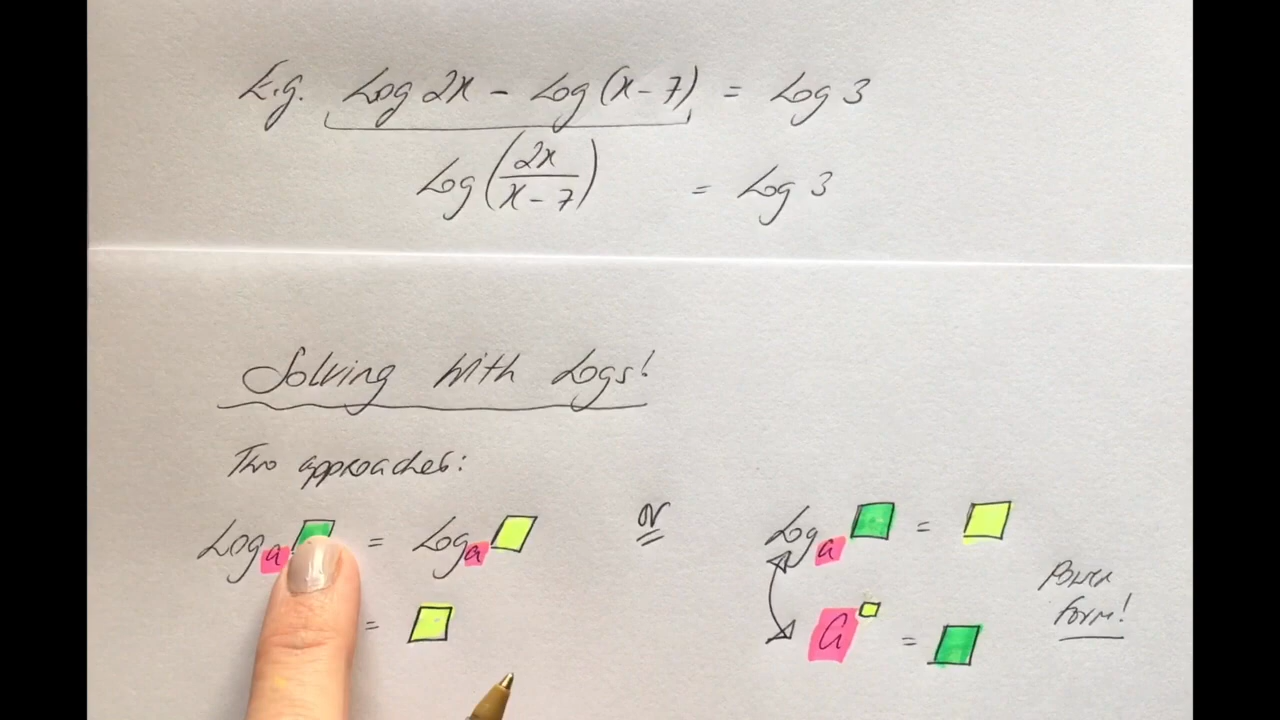 E.g. Log 2x - Log (x-7) = Log 3
Log (2x/x-7) = Log 3
Solving with Logs!
Two approaches:
Log a = Log a or Log a =
= a =
Power
form!